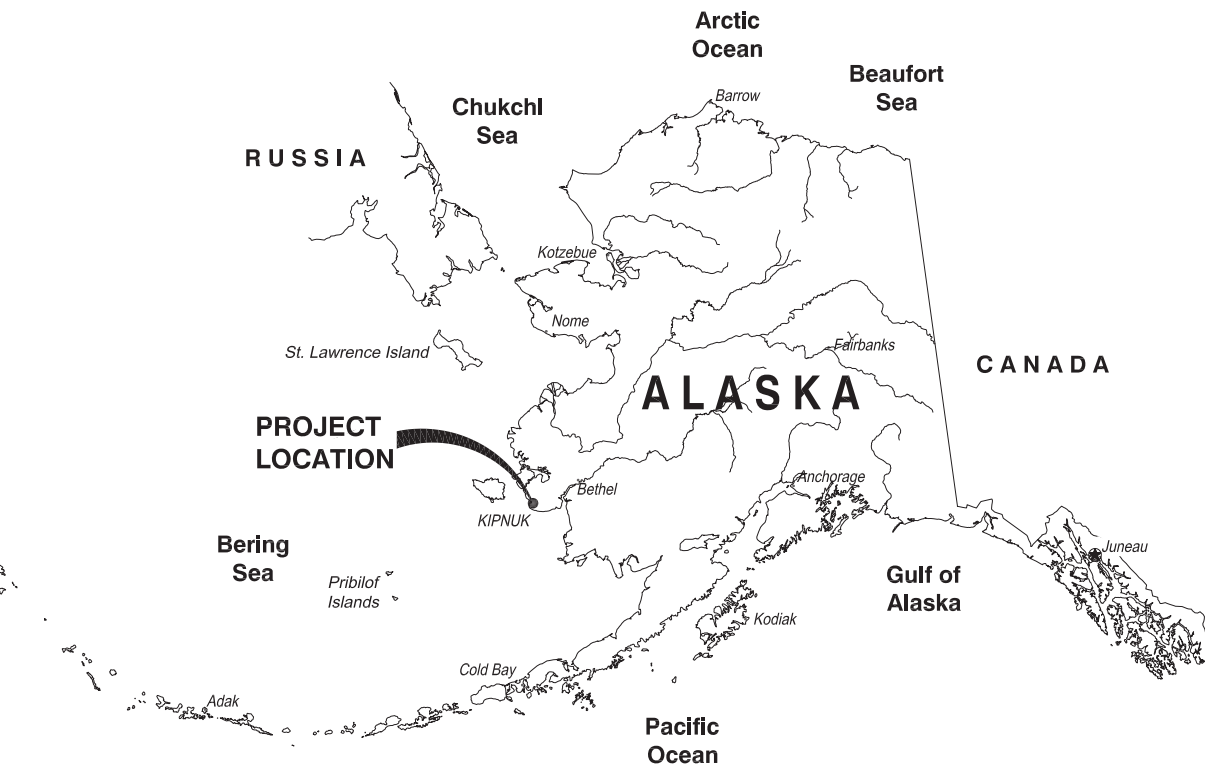 Arctic
Ocean
Beaufort
Sea
Barrow
Chukchl
Sea
RUSSIA
Kotzebue
Nome
St. Lawrence Island
Fairbanks
CANADA
ALASKA
PROJECT
LOCATION
Anchorage
Bethel
KIPNUK
Bering
Sea
Juneau
Pribilof
Islands
Gulf of
Alaska
Kodiak
Cold Bay
Adak
Pacific
Ocean